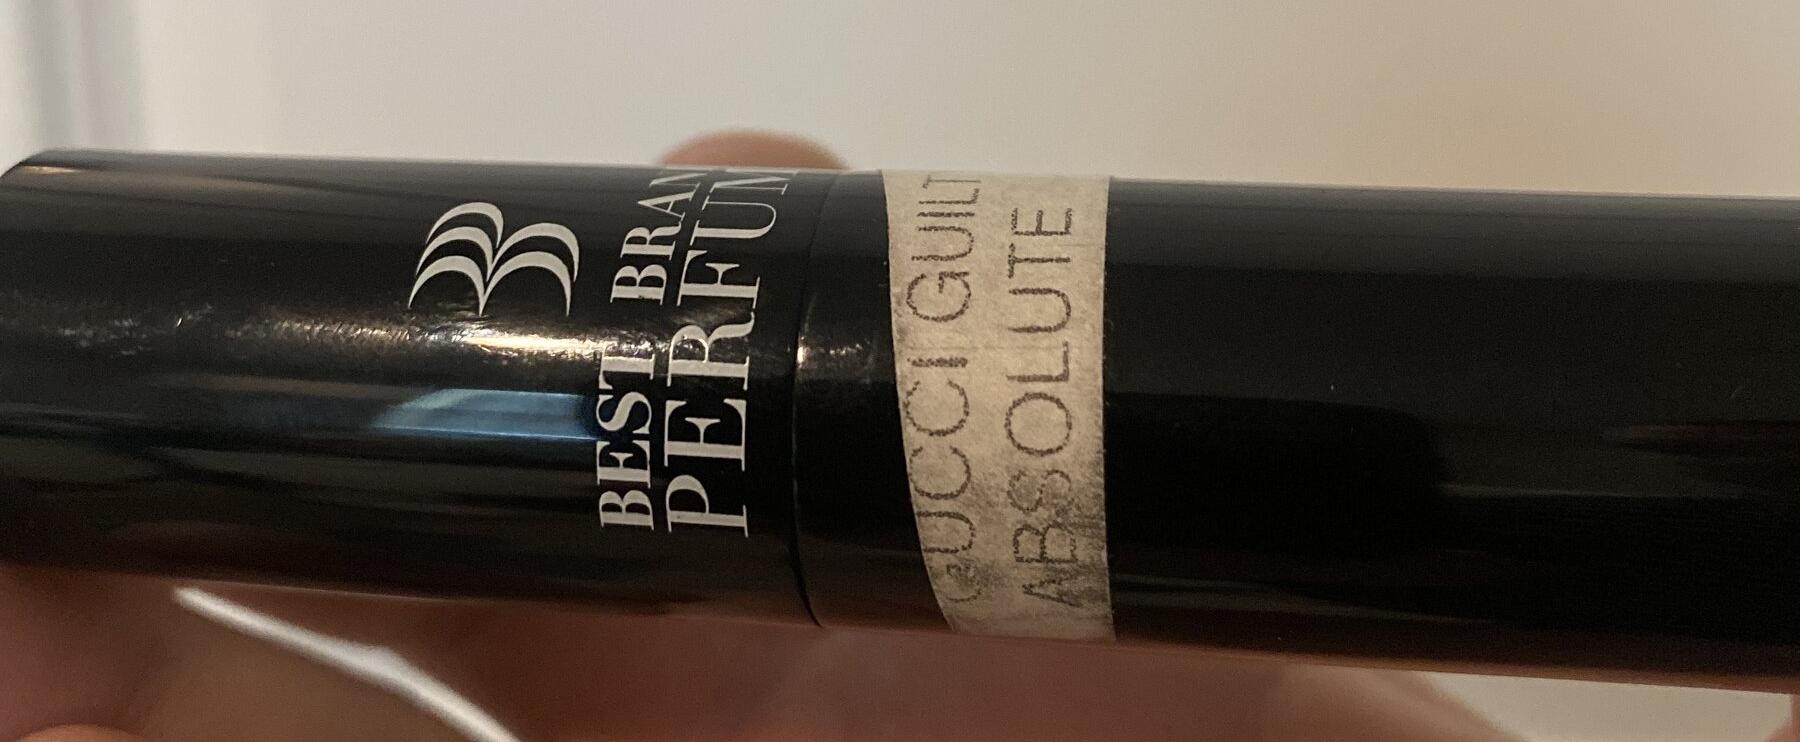 B
BEST BRAN
PERFUM
GUCCI GUILT
ABSOLUTE